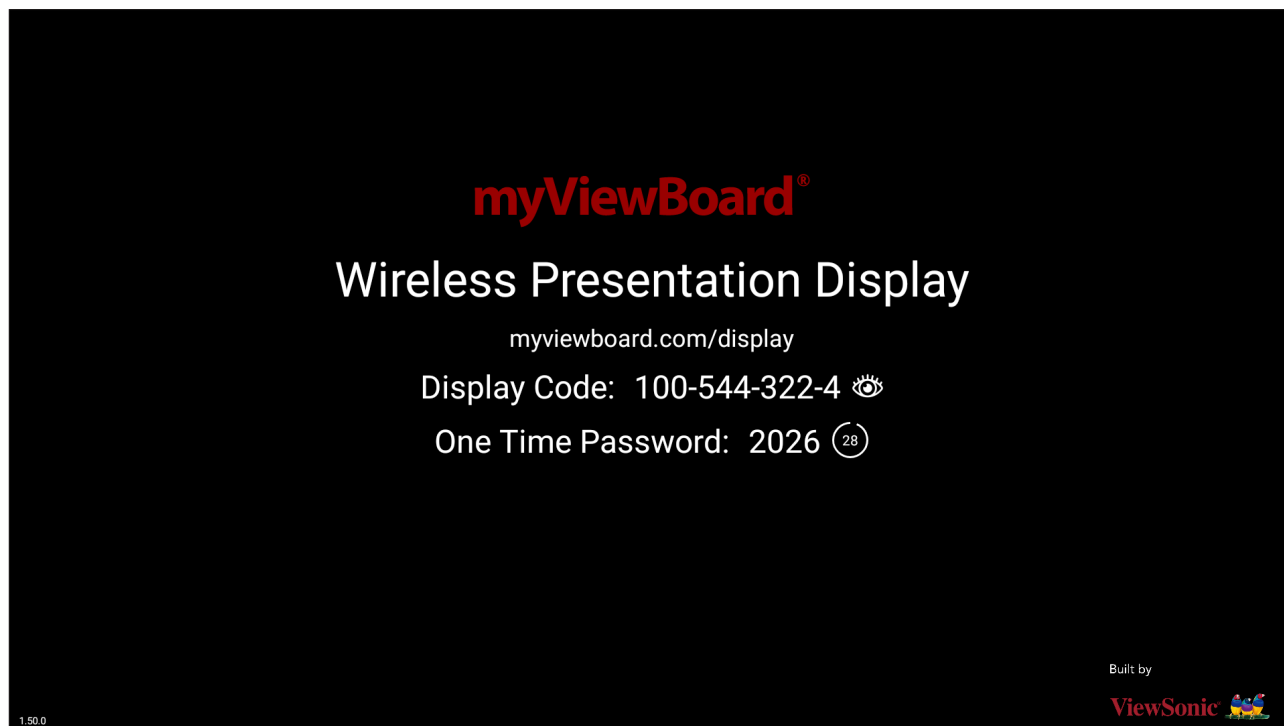 myViewBoard®
Wireless Presentation Display
myviewboard.com/display
Display Code: 100-544-322-4
One Time Password: 2026 28
Built by
ViewSonic
1.50.0